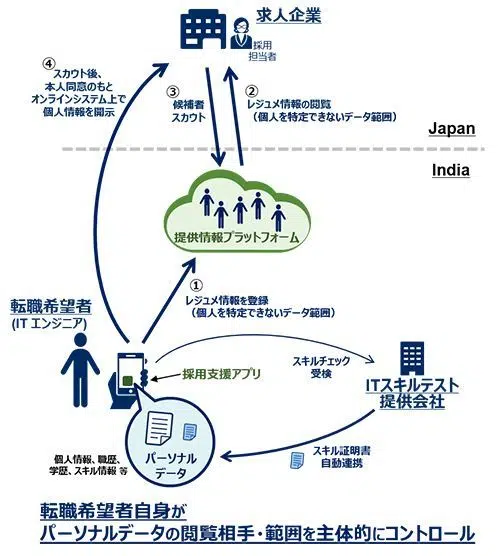 求人企業
採用
担当者
④
スカウト後、
本人同意のもと
オンラインシステム上で
個人情報を開示
③
候補者
スカウト
②
レジュメ情報の閲覧
(個人を特定できないデータ範囲)
Japan
India
提供情報プラットフォーム
①
レジュメ情報を登録
(個人を特定できないデータ範囲)
転職希望者
(IT エンジニア)
採用支援アプリ
スキルチェック
受検
ITスキルテスト
提供会社
スキル証明書
自動連携
パーソナル
データ
個人情報、職歴、
学歴、スキル情報 等
転職希望者自身が
パーソナルデータの閲覧相手・範囲を主体的にコントロール